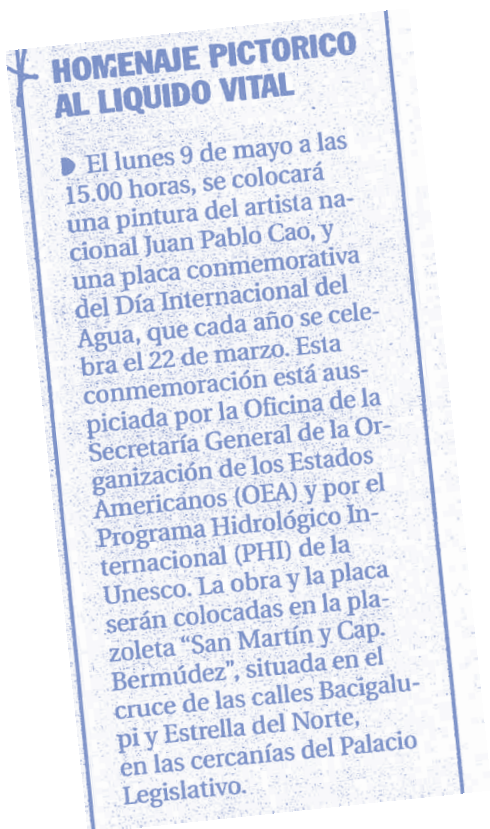 HOMENAJE PICTORICO
AL LIQUIDO VITAL
El lunes 9 de mayo a las
15.00 horas, se colocará
una pintura del artista na-
cional Juan Pablo Cao, y
una placa conmemorativa
del Día Internacional del
Agua, que cada año se cele-
bra el 22 de marzo. Esta
conmemoración está aus-
piciada por la Oficina de la
Secretaría General de la Or-
ganización de los Estados
Americanos (OEA) y por el
Programa Hidrológico In-
ternacional (PHI) de la
Unesco. La obra y la placa
serán colocadas en la pla-
zoleta “San Martín y Cap.
Bermúdez”, situada en el
cruce de las calles Bacigalu-
pi y Estrella del Norte,
en las cercanías del Palacio
Legislativo.